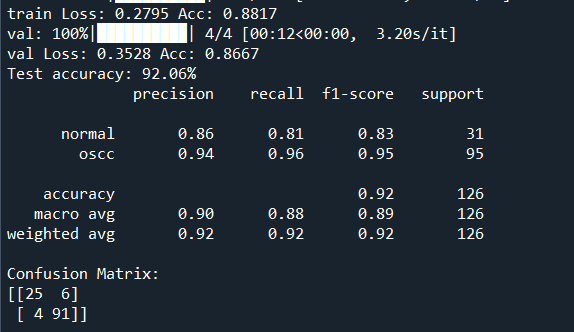 train Loss: 0.2795 Acc: 0.8817
val: 100%|██████████| 4/4 [00:12<00:00, 3.20s/it]
val Loss: 0.3528 Acc: 0.8667
Test accuracy: 92.06%
precision recall f1-score support
normal 0.86 0.81 0.83 31
oscc 0.94 0.96 0.95 95
accuracy 0.92 126
macro avg 0.90 0.88 0.89 126
weighted avg 0.92 0.92 0.92 126
Confusion Matrix:
[[25 6]
[ 4 91]]